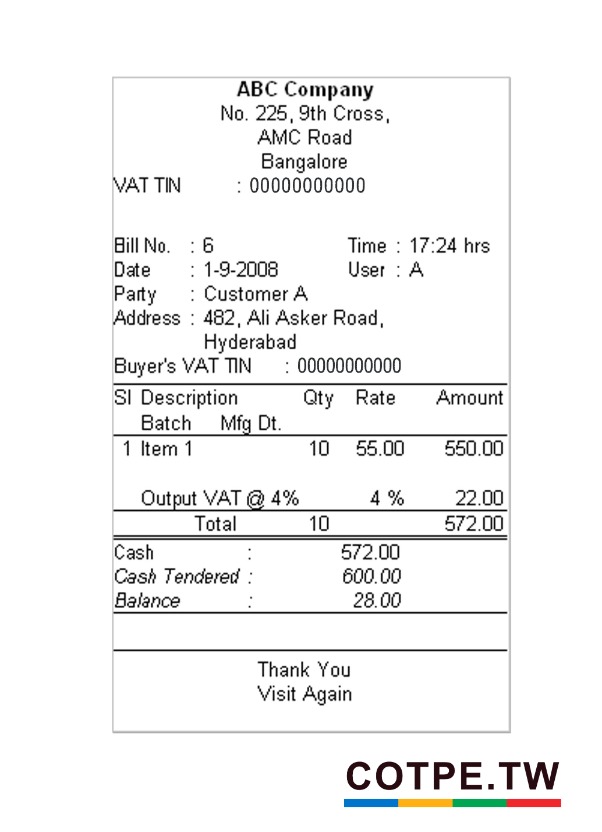 ABC Company
No. 225, 9th Cross,
AMC Road
Bangalore
VAT TIN : 00000000000
Bill No. : 6 Time : 17:24 hrs
Date : 1-9-2008 User : A
Party : Customer A
Address : 482, Ali Asker Road,
Hyderabad
Buyer's VAT TIN : 00000000000
Sl Description Qty Rate Amount
Batch Mfg Dt.
1 Item 1 10 55.00 550.00
Output VAT @ 4% 4 % 22.00
Total 10 572.00
Cash : 572.00
Cash Tendered : 600.00
Balance : 28.00
Thank You
Visit Again
COTPE.TW